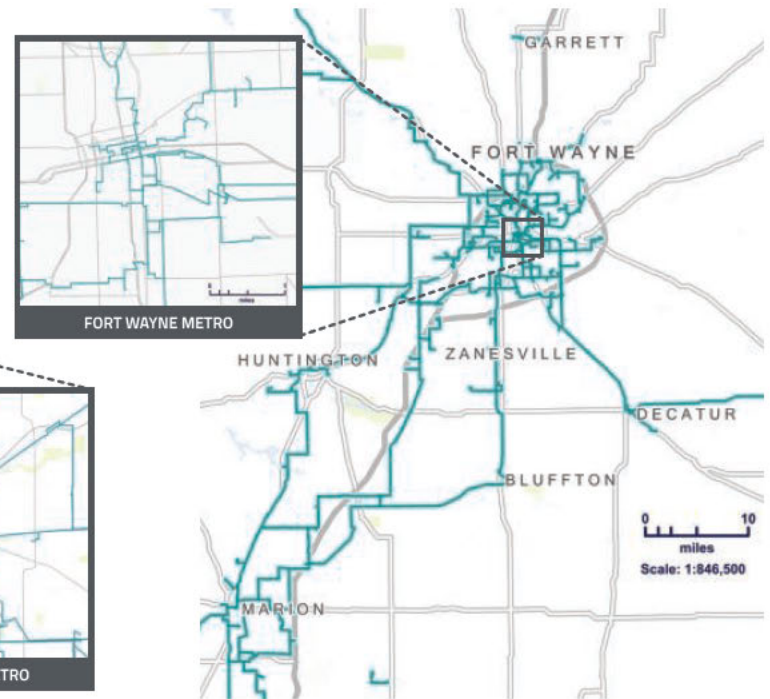 GARRETT
FORT WAYNE
FORT WAYNE METRO
HUNTINGTON
ZANESVILLE
DECATUR
BLUFFTON
0 10
miles
Scale: 1:846,500
MARION
TRO